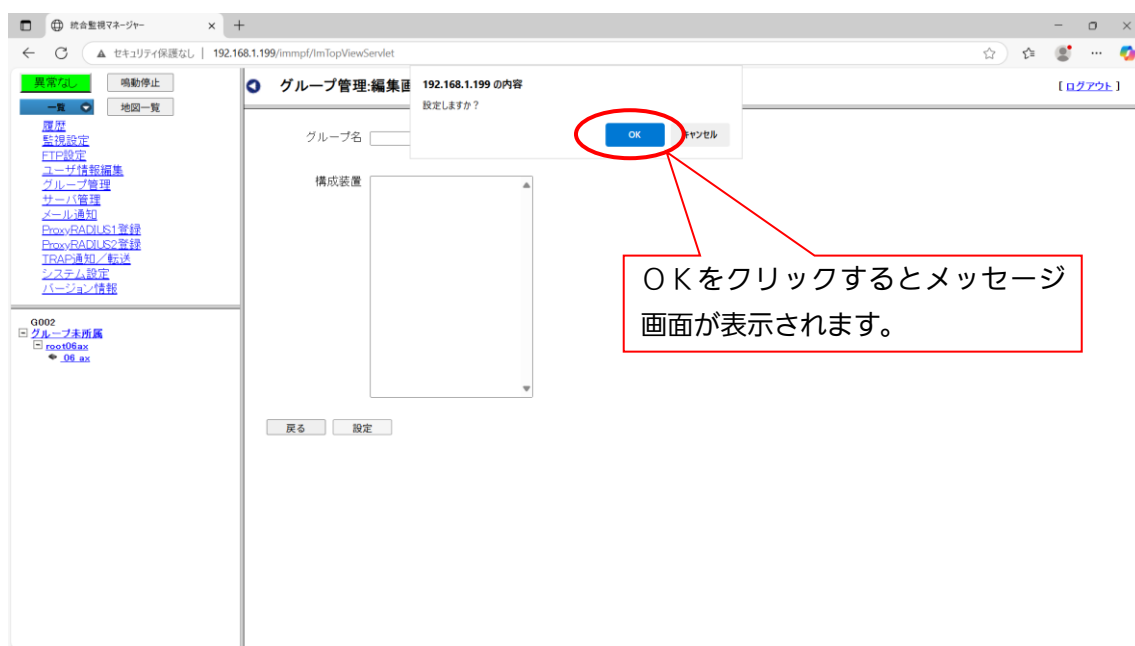 統合監視マネージャー
セキュリティ保護なし | 192.168.1.199/immpf/ImTopViewServlet
異常なし 鳴動停止
一覧 地図一覧
履歴
監視設定
FTP設定
ユーザ情報編集
グループ管理
サーバ管理
メール通知
ProxyRADIUS1登録
ProxyRADIUS2登録
TRAP通知／転送
システム設定
バージョン情報
G002
グループ未所属
root06ax
06 ax
グループ管理:編集画
[ ログアウト ]
192.168.1.199 の内容
設定しますか？
OK キャンセル
グループ名
構成装置
戻る 設定
ＯＫをクリックするとメッセージ
画面が表示されます。